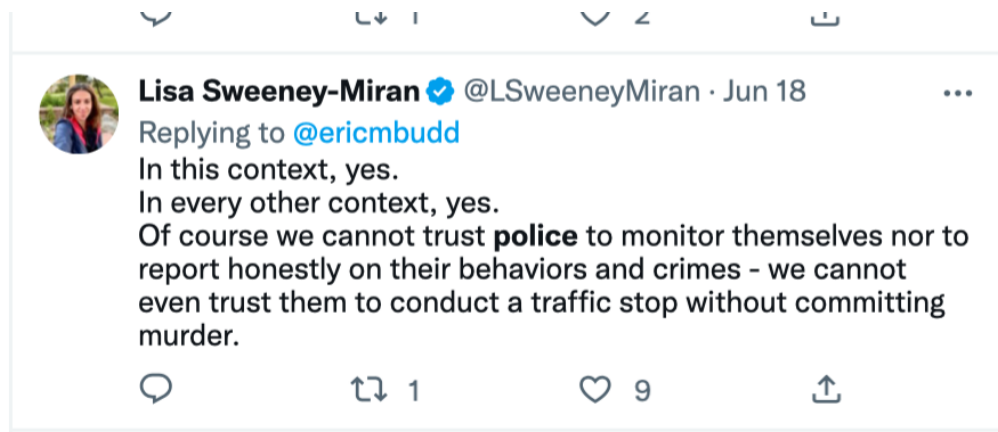 1 2
Lisa Sweeney-Miran @LSweeneyMiran · Jun 18
Replying to @ericmbudd
In this context, yes.
In every other context, yes.
Of course we cannot trust police to monitor themselves nor to
report honestly on their behaviors and crimes - we cannot
even trust them to conduct a traffic stop without committing
murder.
1 9